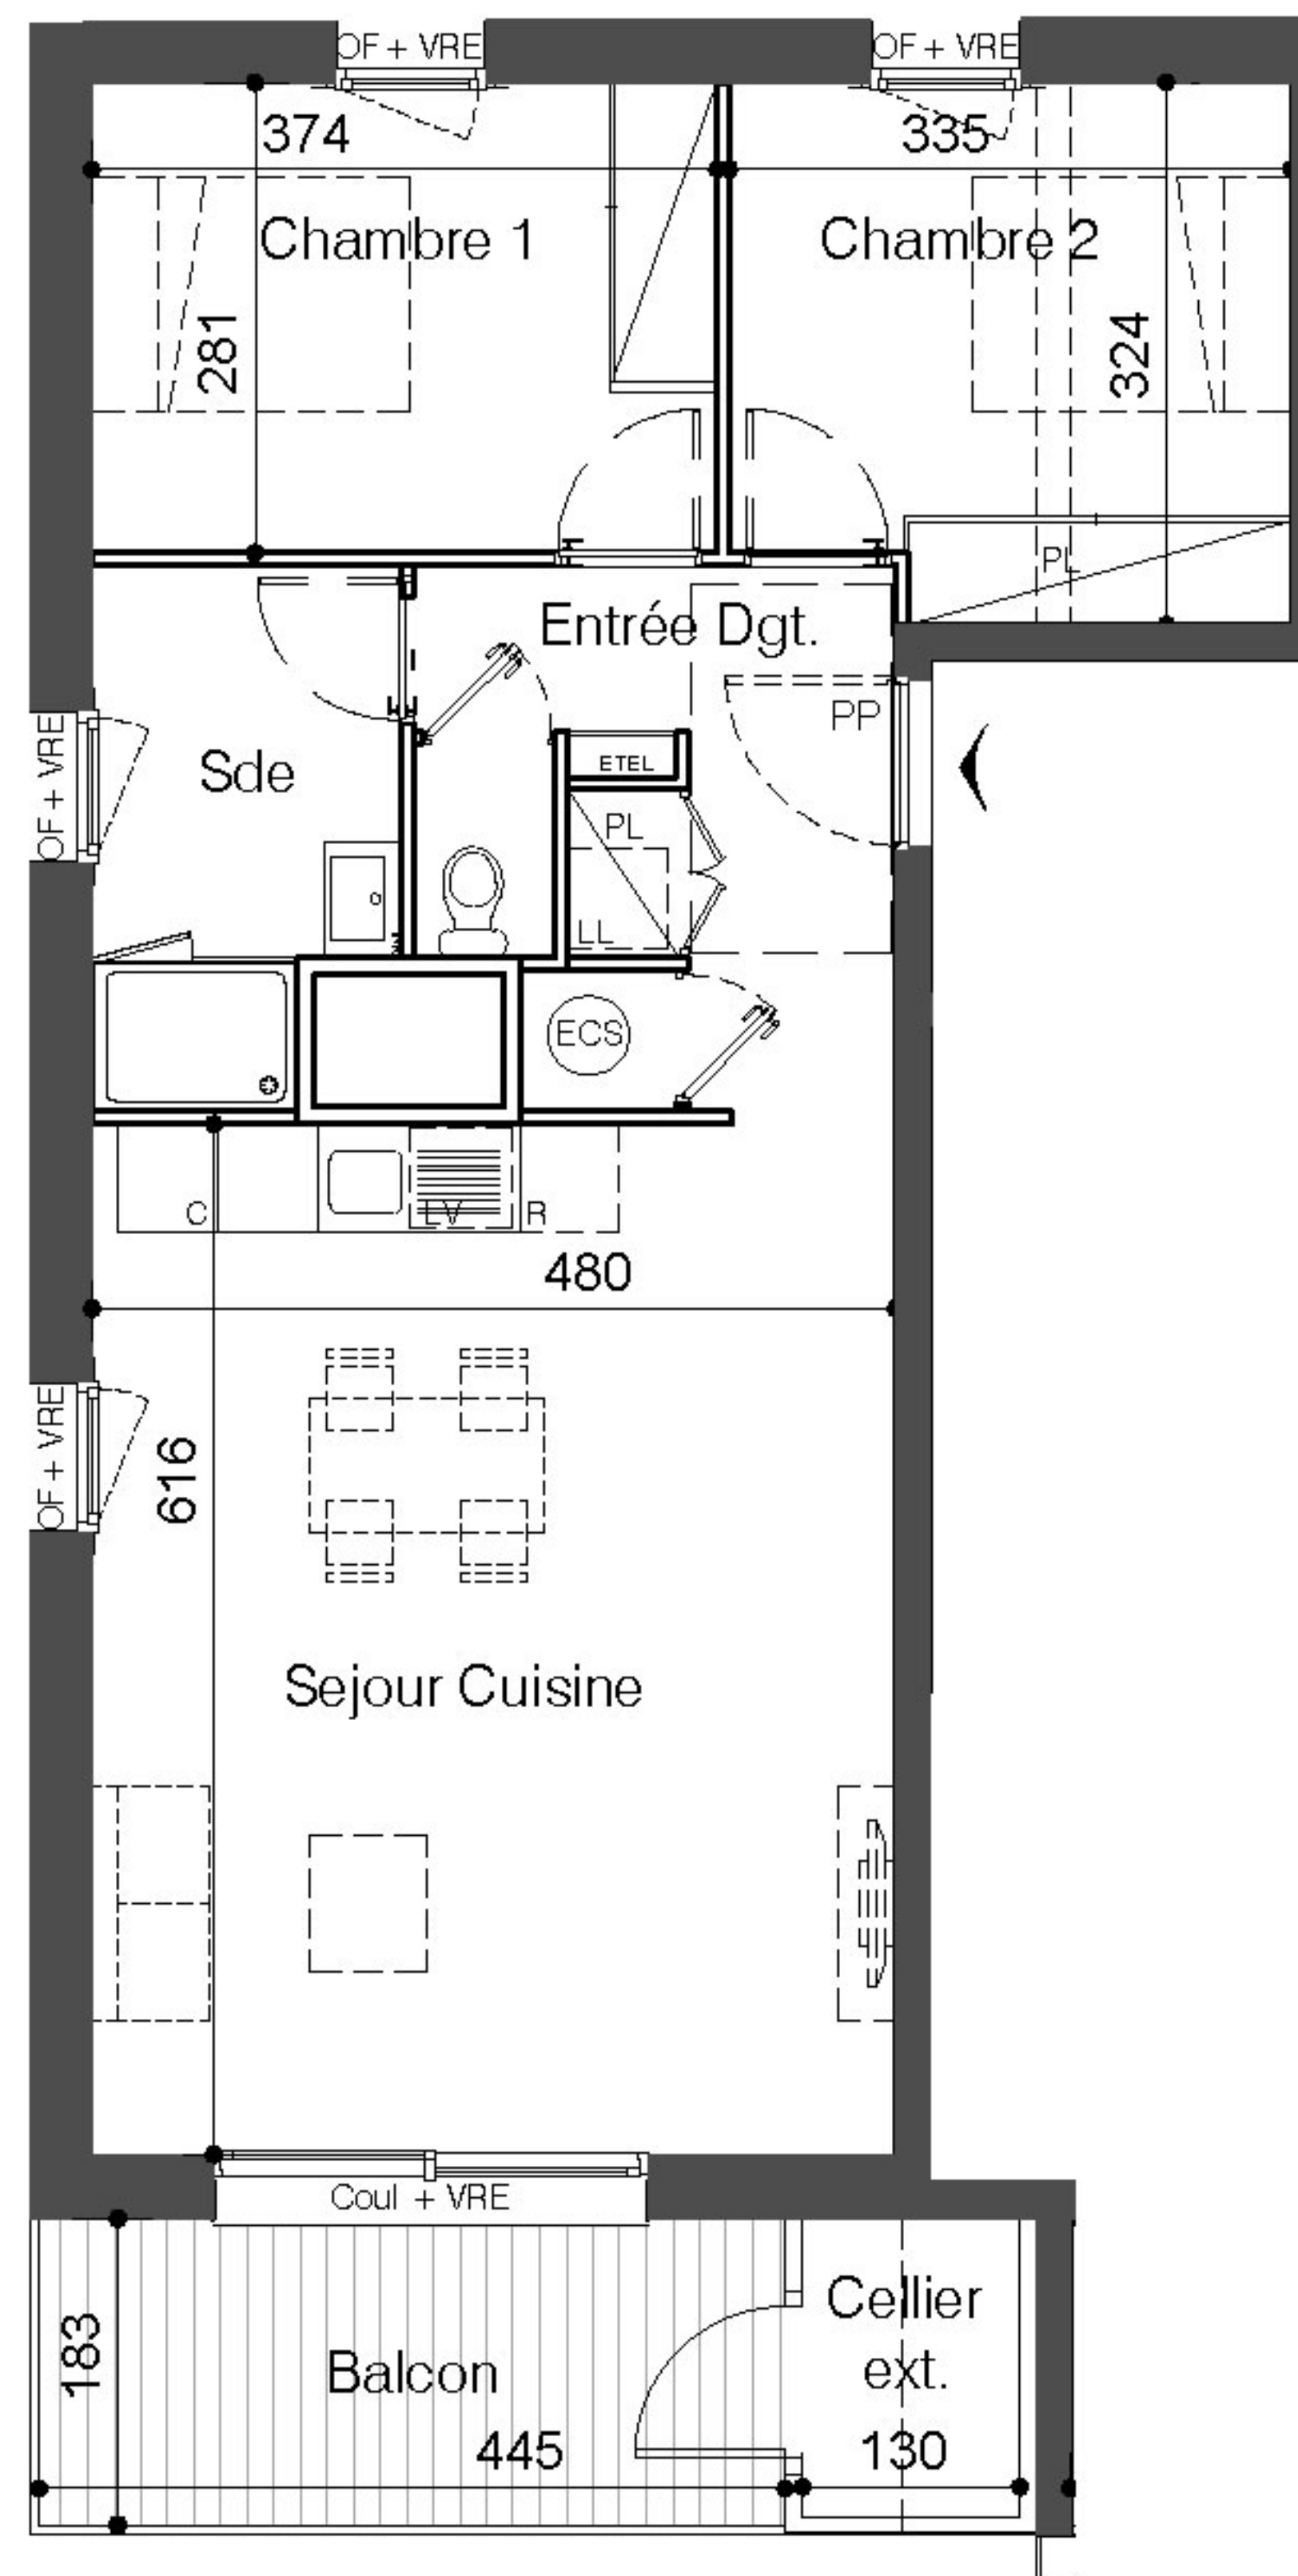 OF + VRE
OF + VRE
374
335
Chambre 1
Chambre 2
281
324
PL
Entrée Dgt.
PP
OF + VRE
Sde
ETEL
PL
LL
ECS
C
LV
R
480
OF + VRE
616
Sejour Cuisine
Coul + VRE
Cellier
ext.
183
Balcon
445
130